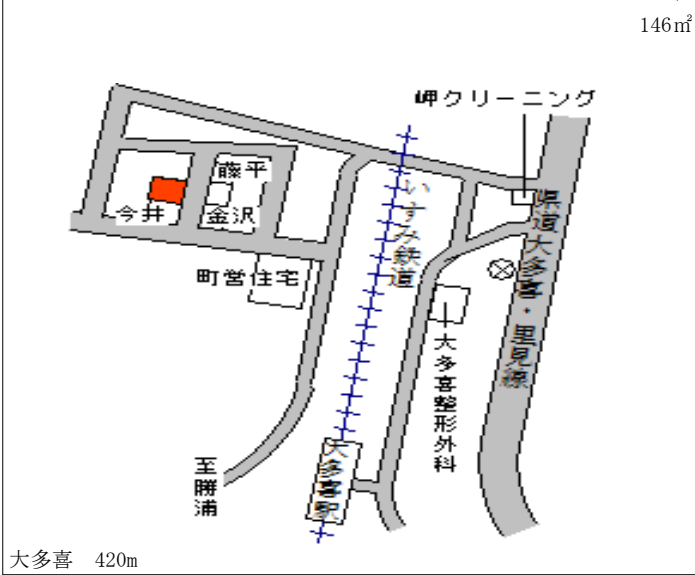 146㎡
岬クリーニング
藤平
今井
金沢
いすみ鉄道
県道大多喜・里見線
町営住宅
大多喜整形外科
至勝浦
大多喜駅
大多喜　420m